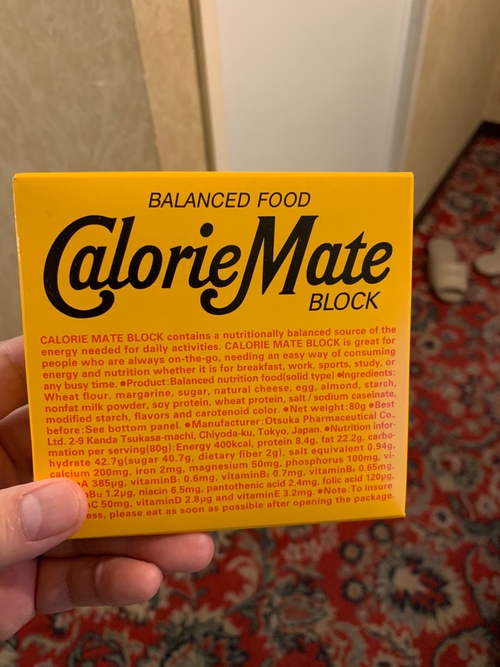 BALANCED FOOD
CalorieMate
BLOCK
CALORIE MATE BLOCK contains a nutritionally balanced source of the
energy needed for daily activities. CALORIE MATE BLOCK is great for
people who are always on-the-go, needing an easy way of consuming
energy and nutrition whether it is for breakfast, work, sports, study, or
any busy time. ●Product:Balanced nutrition food(solid type) ●Ingredients:
Wheat flour, margarine, sugar, natural cheese, egg, almond, starch,
nonfat milk powder, soy protein, wheat protein, salt / sodium caseinate,
modified starch, flavors and carotenoid color. ●Net weight:80g ●Best
before:See bottom panel. ●Manufacturer:Otsuka Pharmaceutical Co.,
Ltd. 2-9 Kanda Tsukasa-machi, Chiyoda-ku, Tokyo, Japan. ●Nutrition infor-
mation per serving(80g):Energy 400kcal, protein 8.4g, fat 22.2g, carbo-
hydrate 42.7g(sugar 40.7g, dietary fiber 2g), salt equivalent 0.94g,
calcium 200mg, iron 2mg, magnesium 50mg, phosphorus 100mg, vi-
A 385μg, vitaminB₁ 0.6mg, vitaminB₂ 0.7mg, vitaminB₆ 0.65mg,
1.2μg, niacin 6.5mg, pantothenic acid 2.4mg, folic acid 120μg,
C 50mg, vitaminD 2.8μg and vitaminE 3.2mg. ●Note:To insure
ess, please eat as soon as possible after opening the package.